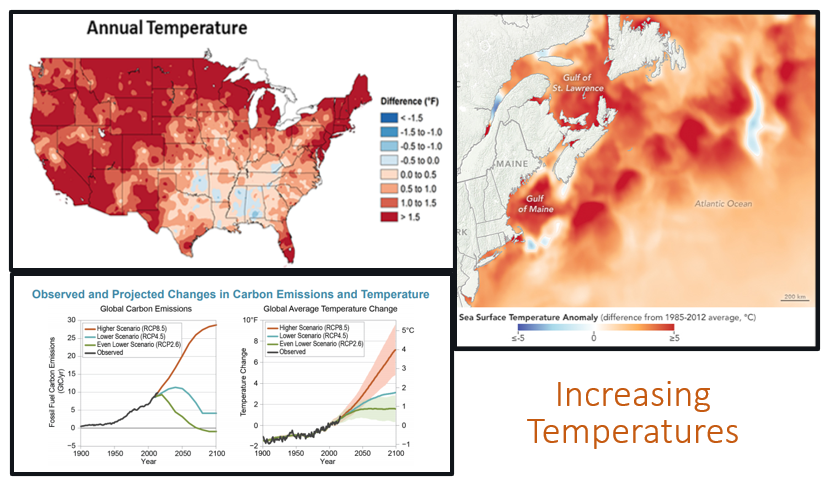 Annual Temperature
Difference (°F)
< -1.5
-1.5 to -1.0
-0.5 to -1.0
-0.5 to 0.0
0.0 to 0.5
0.5 to 1.0
1.0 to 1.5
> 1.5
Gulf of
St. Lawrence
MAINE
Gulf
of Maine
Atlantic Ocean
RK
200 km
Sea Surface Temperature Anomaly (difference from 1985-2012 average, °C)
≤-5
0
≥5
Observed and Projected Changes in Carbon Emissions and Temperature
Global Carbon Emissions
Higher Scenario (RCP8.5)
Lower Scenario (RCP4.5)
Even Lower Scenario (RCP2.6)
Observed
Fossil Fuel Carbon Emissions
(GtC/yr)
30
25
20
15
10
5
0
−5
1900
1950
2000
2050
2100
Year
Global Average Temperature Change
Higher Scenario (RCP8.5)
Lower Scenario (RCP4.5)
Even Lower Scenario (RCP2.6)
Observed
Temperature Change
10°F
8
6
4
2
0
−2
5°C
4
3
2
1
0
−1
1900
1950
2000
2050
2100
Year
Increasing
Temperatures